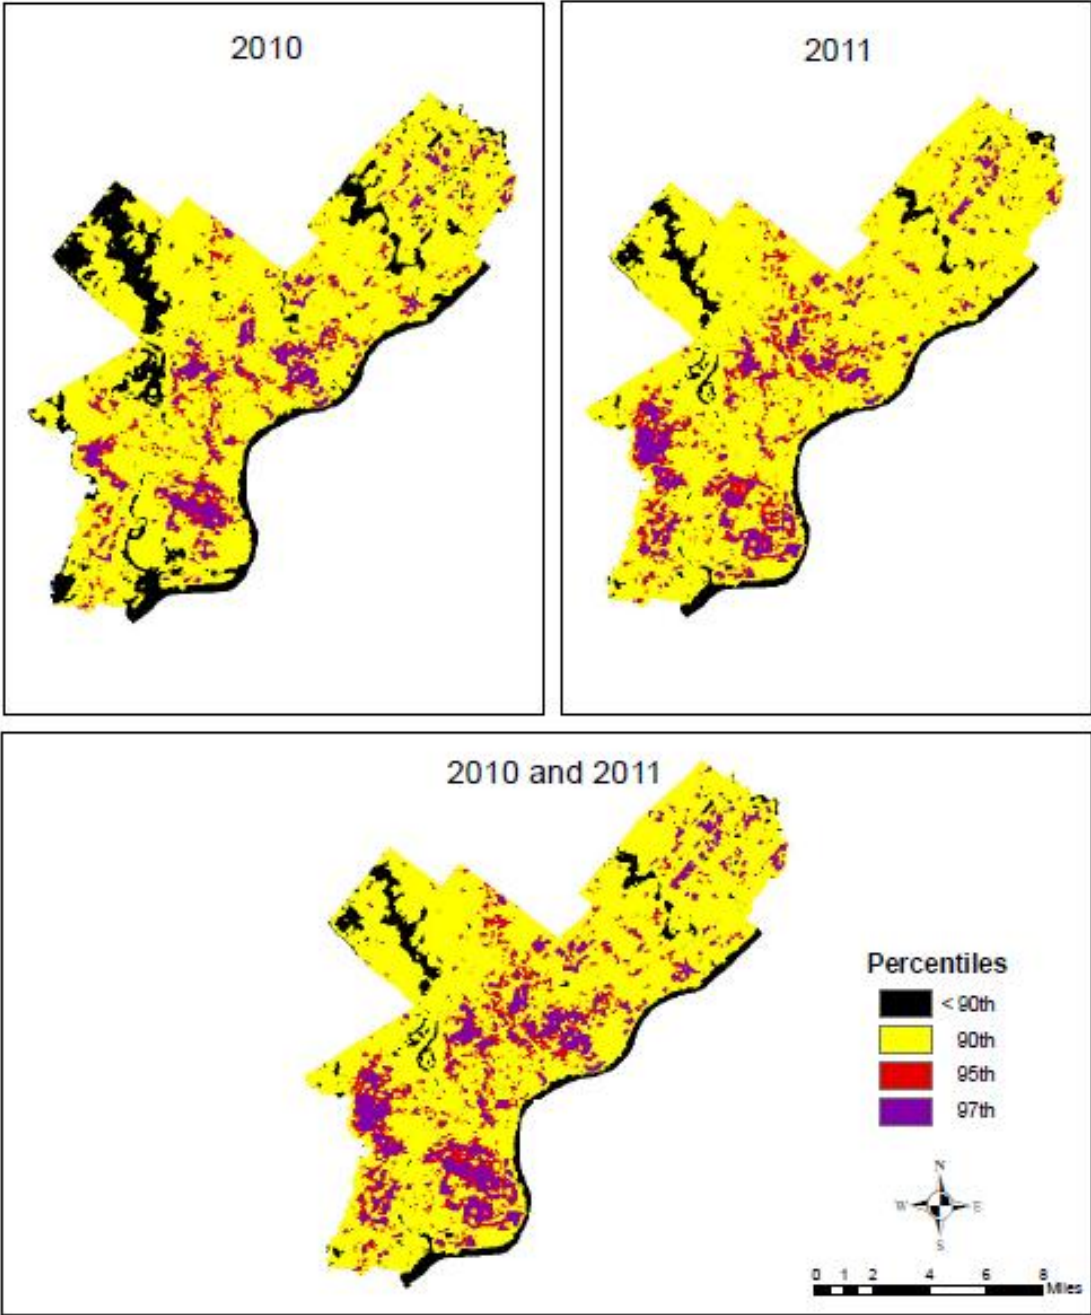 2010
2011
2010 and 2011
Percentiles
< 90th
90th
95th
97th
N
W E
S
0 1 2 4 6 8
Miles